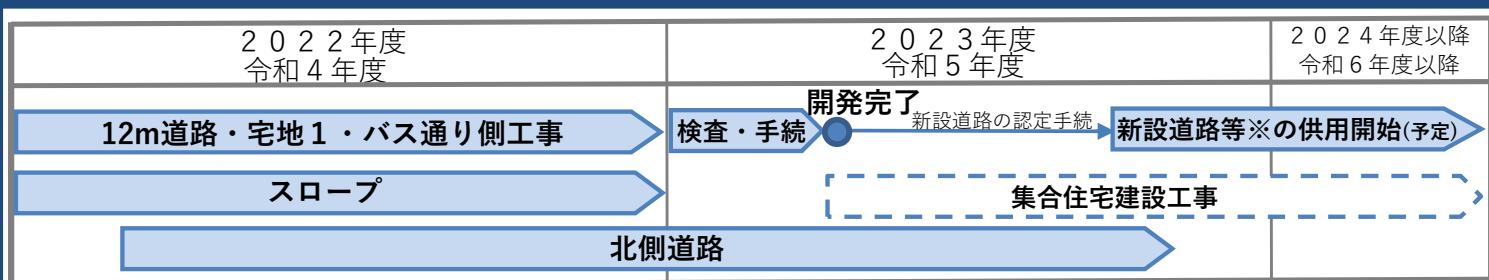 ２０２２年度
令和４年度
２０２３年度
令和５年度
２０２４年度以降
令和６年度以降
12m道路・宅地１・バス通り側工事
検査・手続
開発完了
新設道路の認定手続
新設道路等※の供用開始(予定)
スロープ
集合住宅建設工事
北側道路